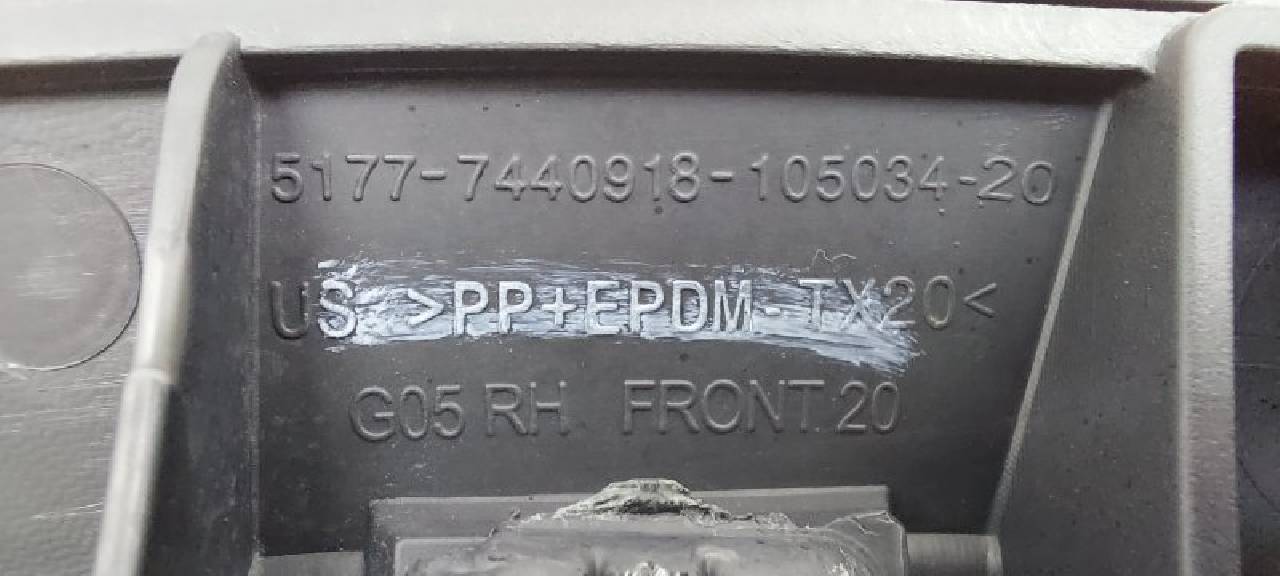 5177-7440918-105034-20
US >PP+EPDM-TX20<
G05 RH FRONT 20